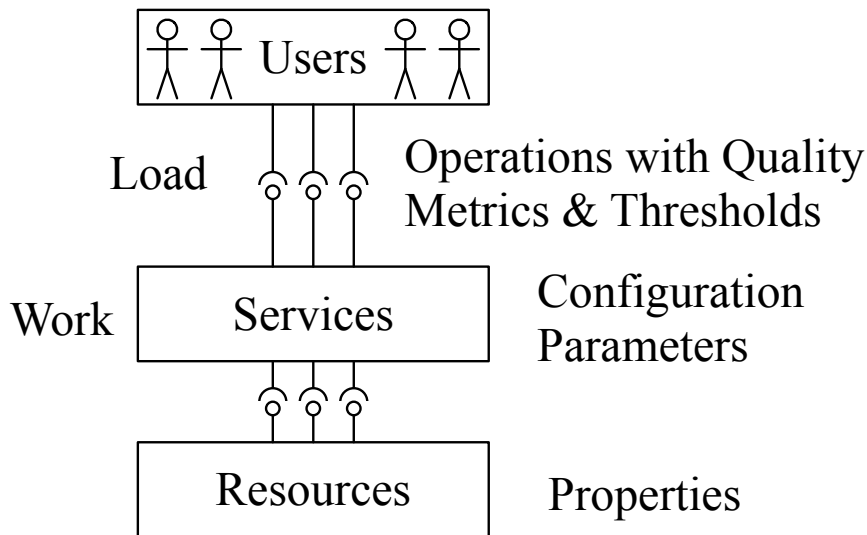 Users
Load
Operations with Quality
Metrics & Thresholds
Work
Services
Configuration
Parameters
Resources
Properties